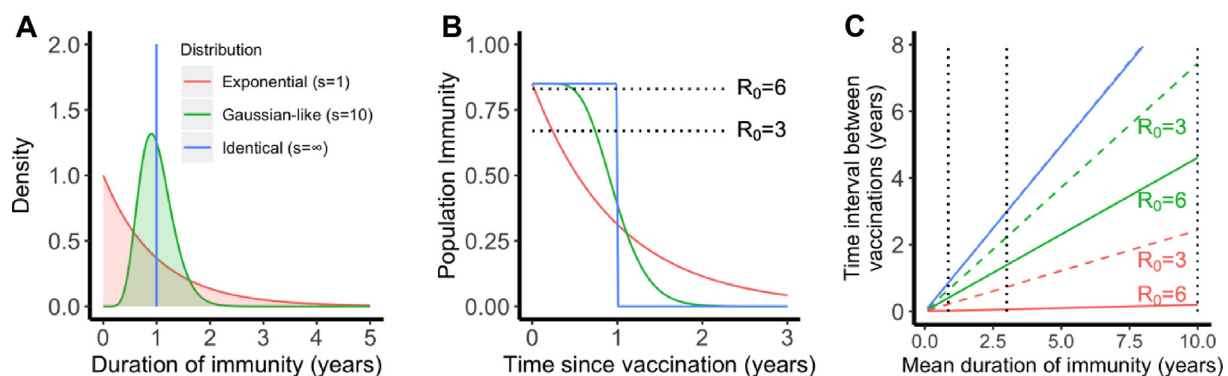 A
2.0
1.5
1.0
0.5
0.0
Density
0
1
2
3
4
5
Duration of immunity (years)
Distribution
Exponential (s=1)
Gaussian-like (s=10)
Identical (s=∞)
B
1.00
0.75
0.50
0.25
0.00
Population Immunity
0
1
2
3
Time since vaccination (years)
R₀=6
R₀=3
C
8
6
4
2
0
Time interval between
vaccinations (years)
0.0
2.5
5.0
7.5
10.0
Mean duration of immunity (years)
R₀=3
R₀=6
R₀=3
R₀=6